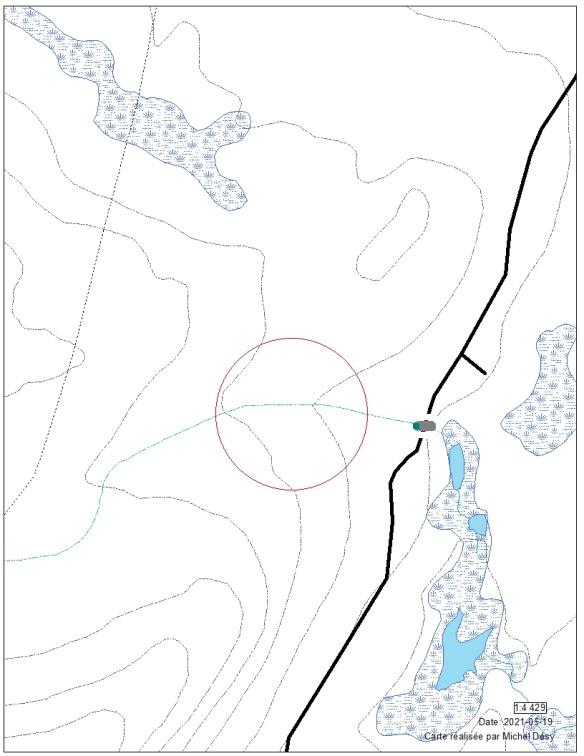 1:4 429
Date: 2021-05-19
Carte réalisée par Michel Désy